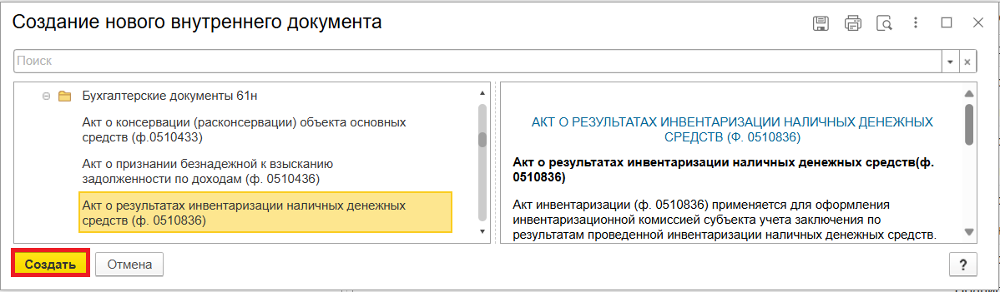 Создание нового внутреннего документа
Поиск
Бухгалтерские документы 61н
Акт о консервации (расконсервации) объекта основных
средств (ф.0510433)
Акт о признании безнадежной к взысканию
задолженности по доходам (ф. 0510436)
Акт о результатах инвентаризации наличных денежных
средств (ф. 0510836)
АКТ О РЕЗУЛЬТАТАХ ИНВЕНТАРИЗАЦИИ НАЛИЧНЫХ ДЕНЕЖНЫХ
СРЕДСТВ (Ф. 0510836)
Акт о результатах инвентаризации наличных денежных средств(ф.
0510836)
Акт инвентаризации (ф. 0510836) применяется для оформления
инвентаризационной комиссией субъекта учета заключения по
результатам проведенной инвентаризации наличных денежных средств.
Создать
Отмена
?